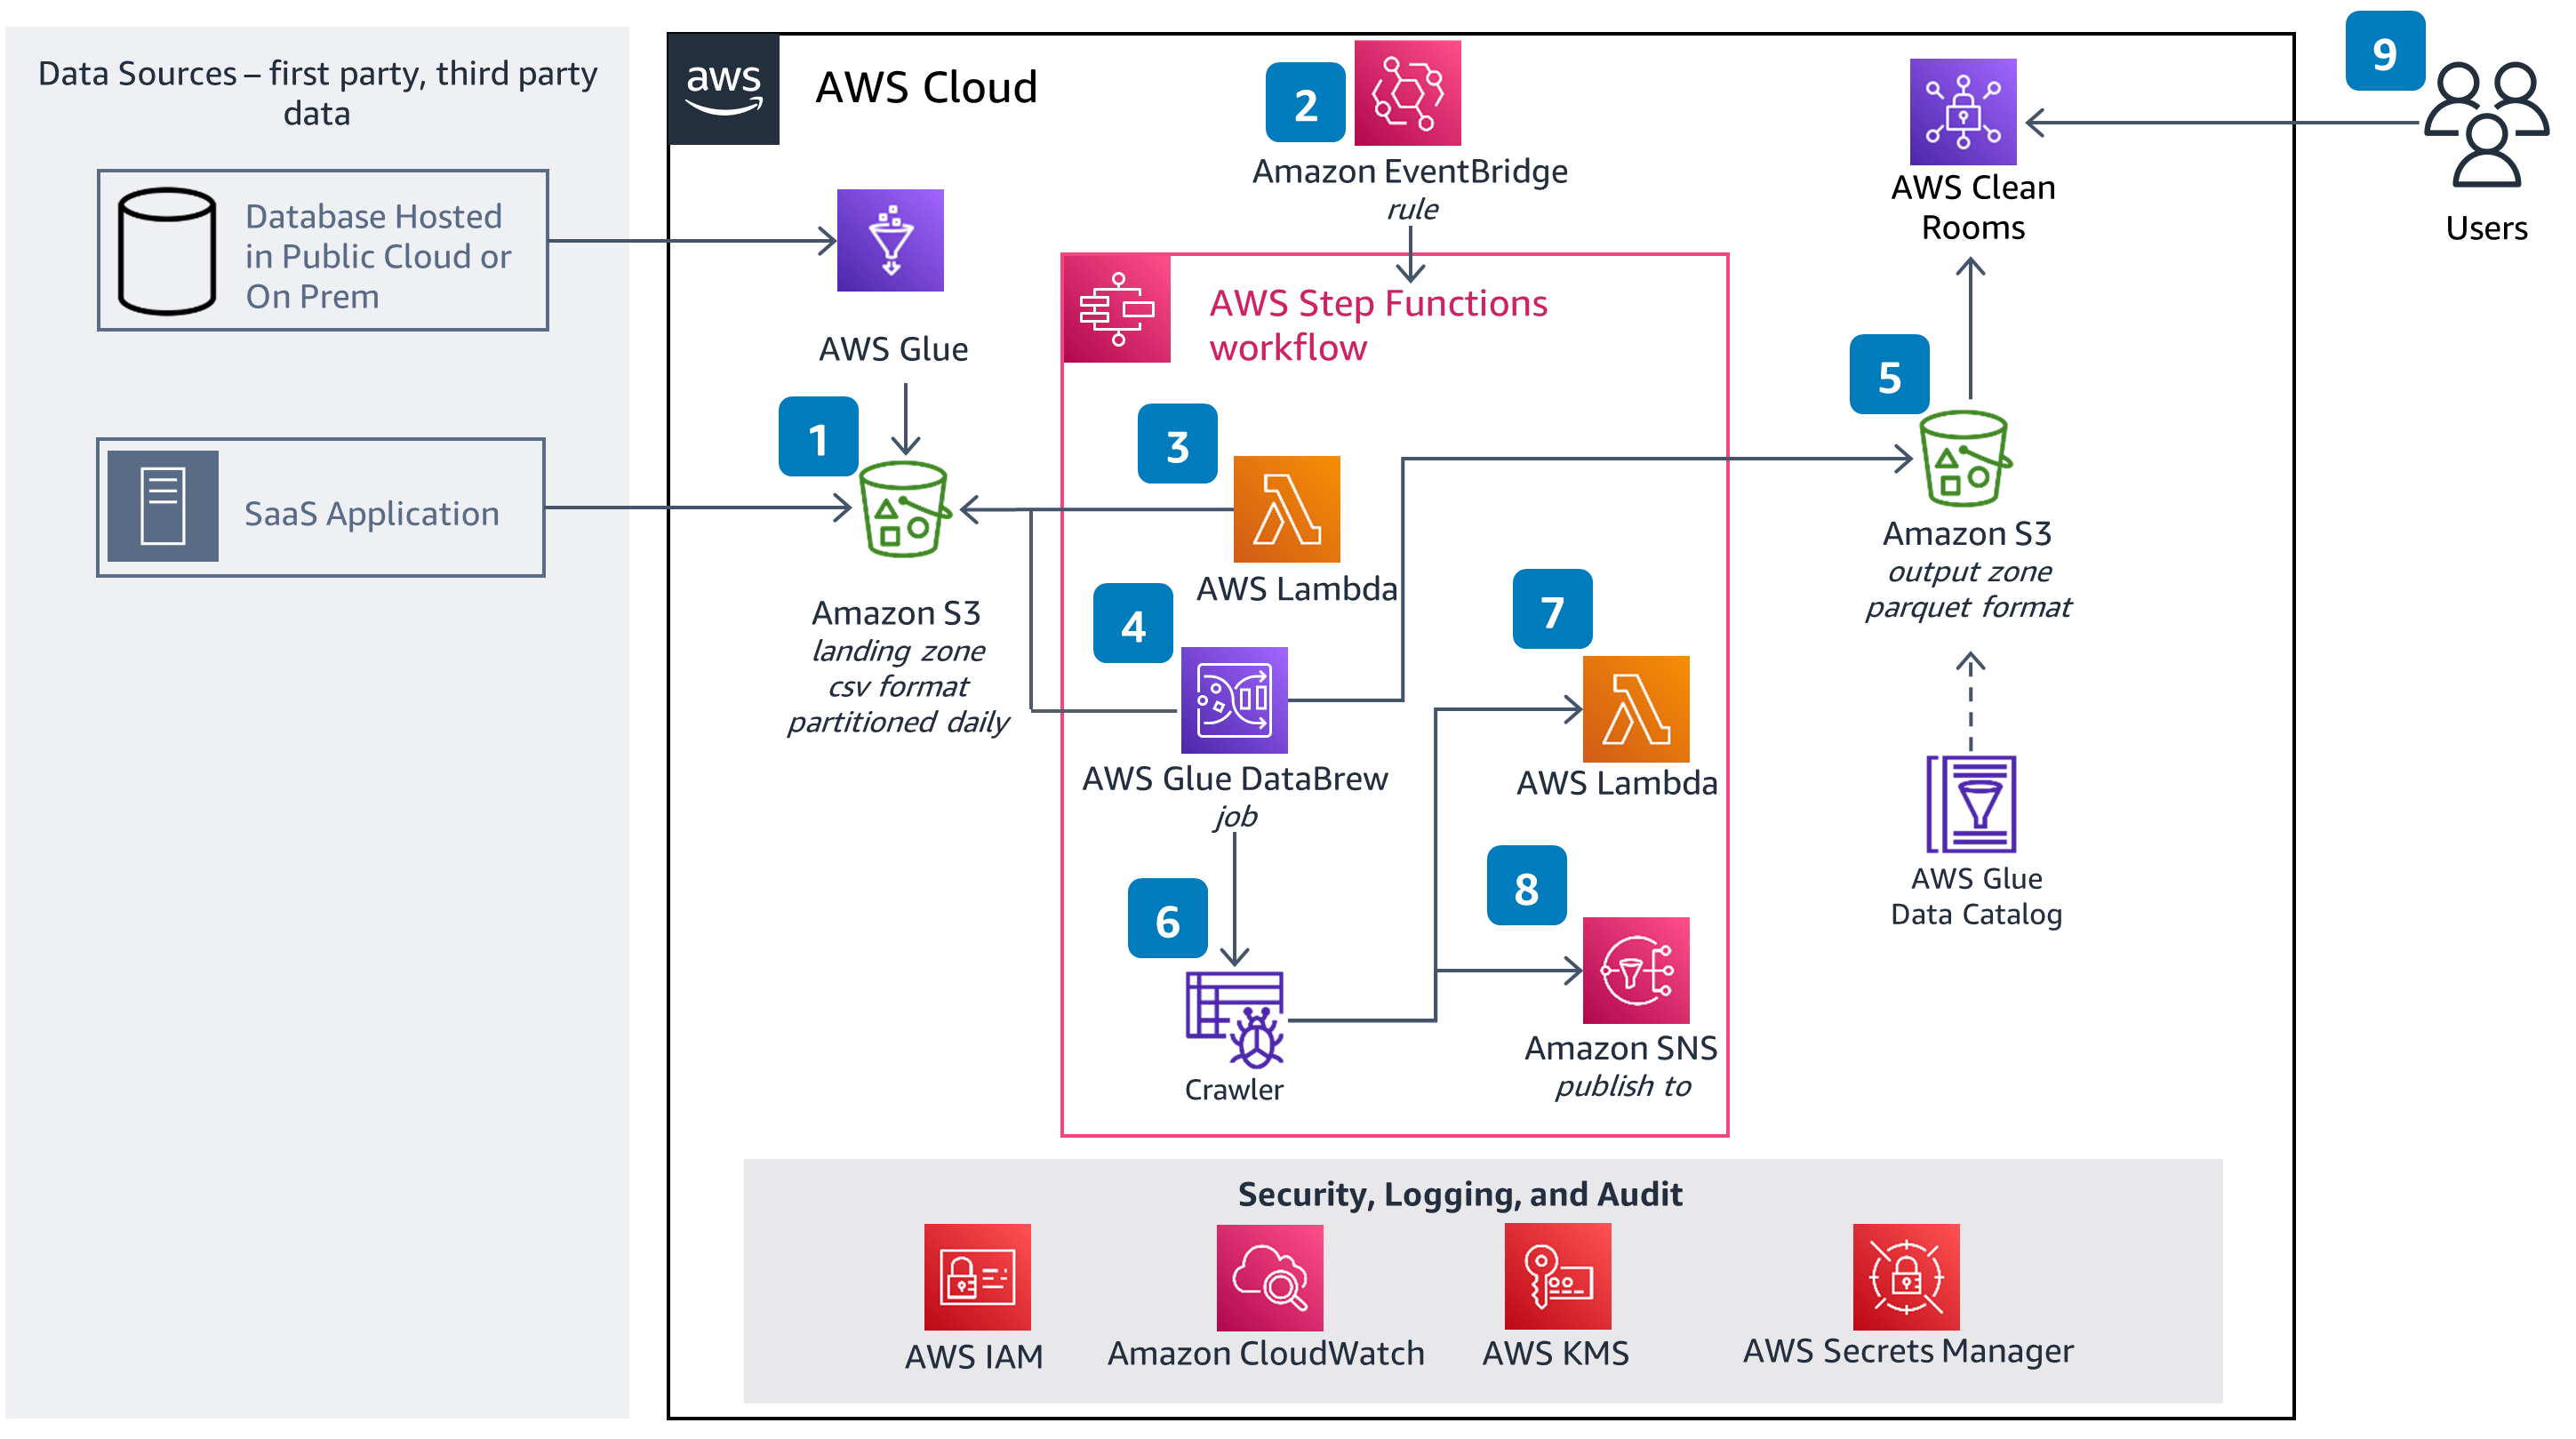 Data Sources – first party, third party
data
Database Hosted
in Public Cloud or
On Prem
SaaS Application
aws
AWS Cloud
AWS Glue
1
Amazon S3
landing zone
csv format
partitioned daily
2
Amazon EventBridge
rule
AWS Step Functions
workflow
3
AWS Lambda
4
AWS Glue DataBrew
job
6
Crawler
7
AWS Lambda
8
Amazon SNS
publish to
AWS Clean
Rooms
5
Amazon S3
output zone
parquet format
AWS Glue
Data Catalog
9
Users
Security, Logging, and Audit
AWS IAM
Amazon CloudWatch
AWS KMS
AWS Secrets Manager